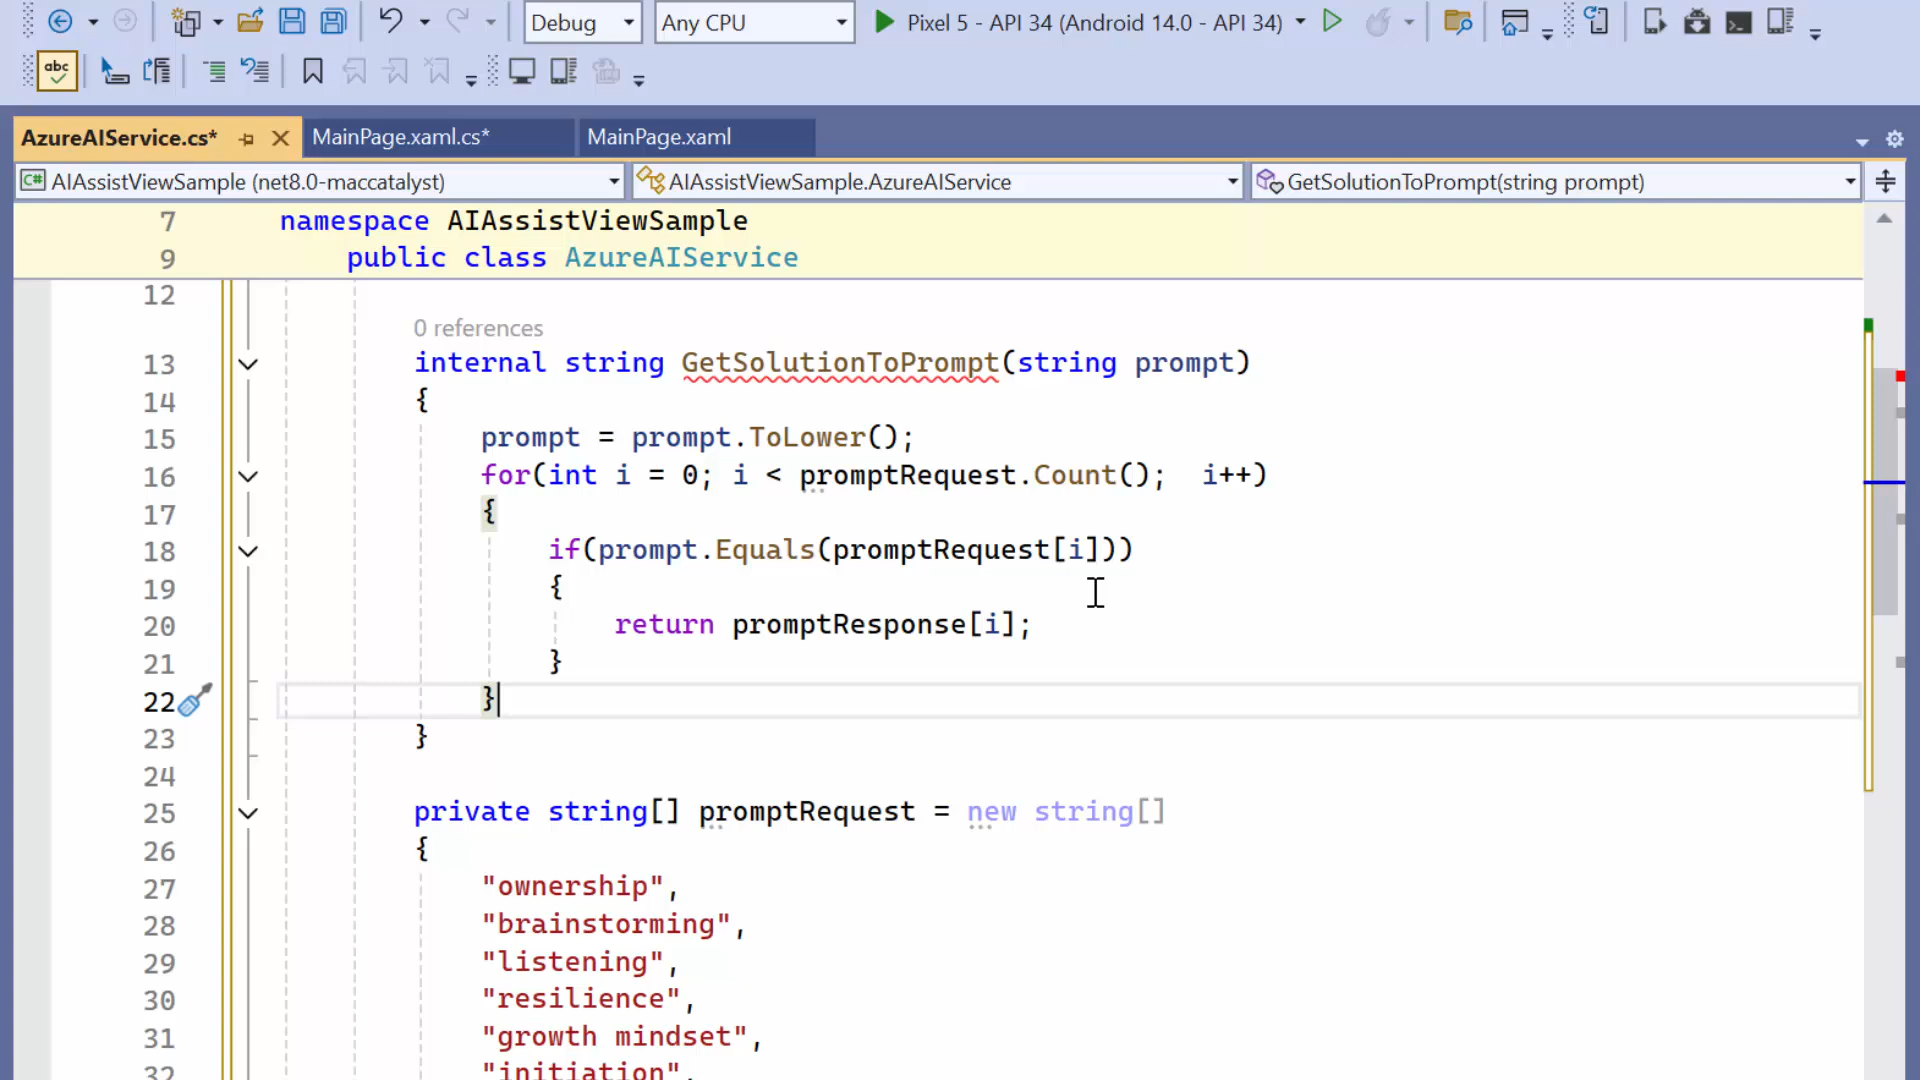 Debug
Any CPU
Pixel 5 - API 34 (Android 14.0 - API 34)
abc
AzureAIService.cs*
MainPage.xaml.cs*
MainPage.xaml
C# AIAssistViewSample (net8.0-maccatalyst)
AIAssistViewSample.AzureAIService
GetSolutionToPrompt(string prompt)
7 namespace AIAssistViewSample
9 public class AzureAIService
12
0 references
13 internal string GetSolutionToPrompt(string prompt)
14 {
15 prompt = prompt.ToLower();
16 for(int i = 0; i < promptRequest.Count();  i++)
17 {
18 if(prompt.Equals(promptRequest[i]))
19 {
20 return promptResponse[i];
21 }
22 }
23 }
24
25 private string[] promptRequest = new string[]
26 {
27 "ownership",
28 "brainstorming",
29 "listening",
30 "resilience",
31 "growth mindset",
32 "initiation",